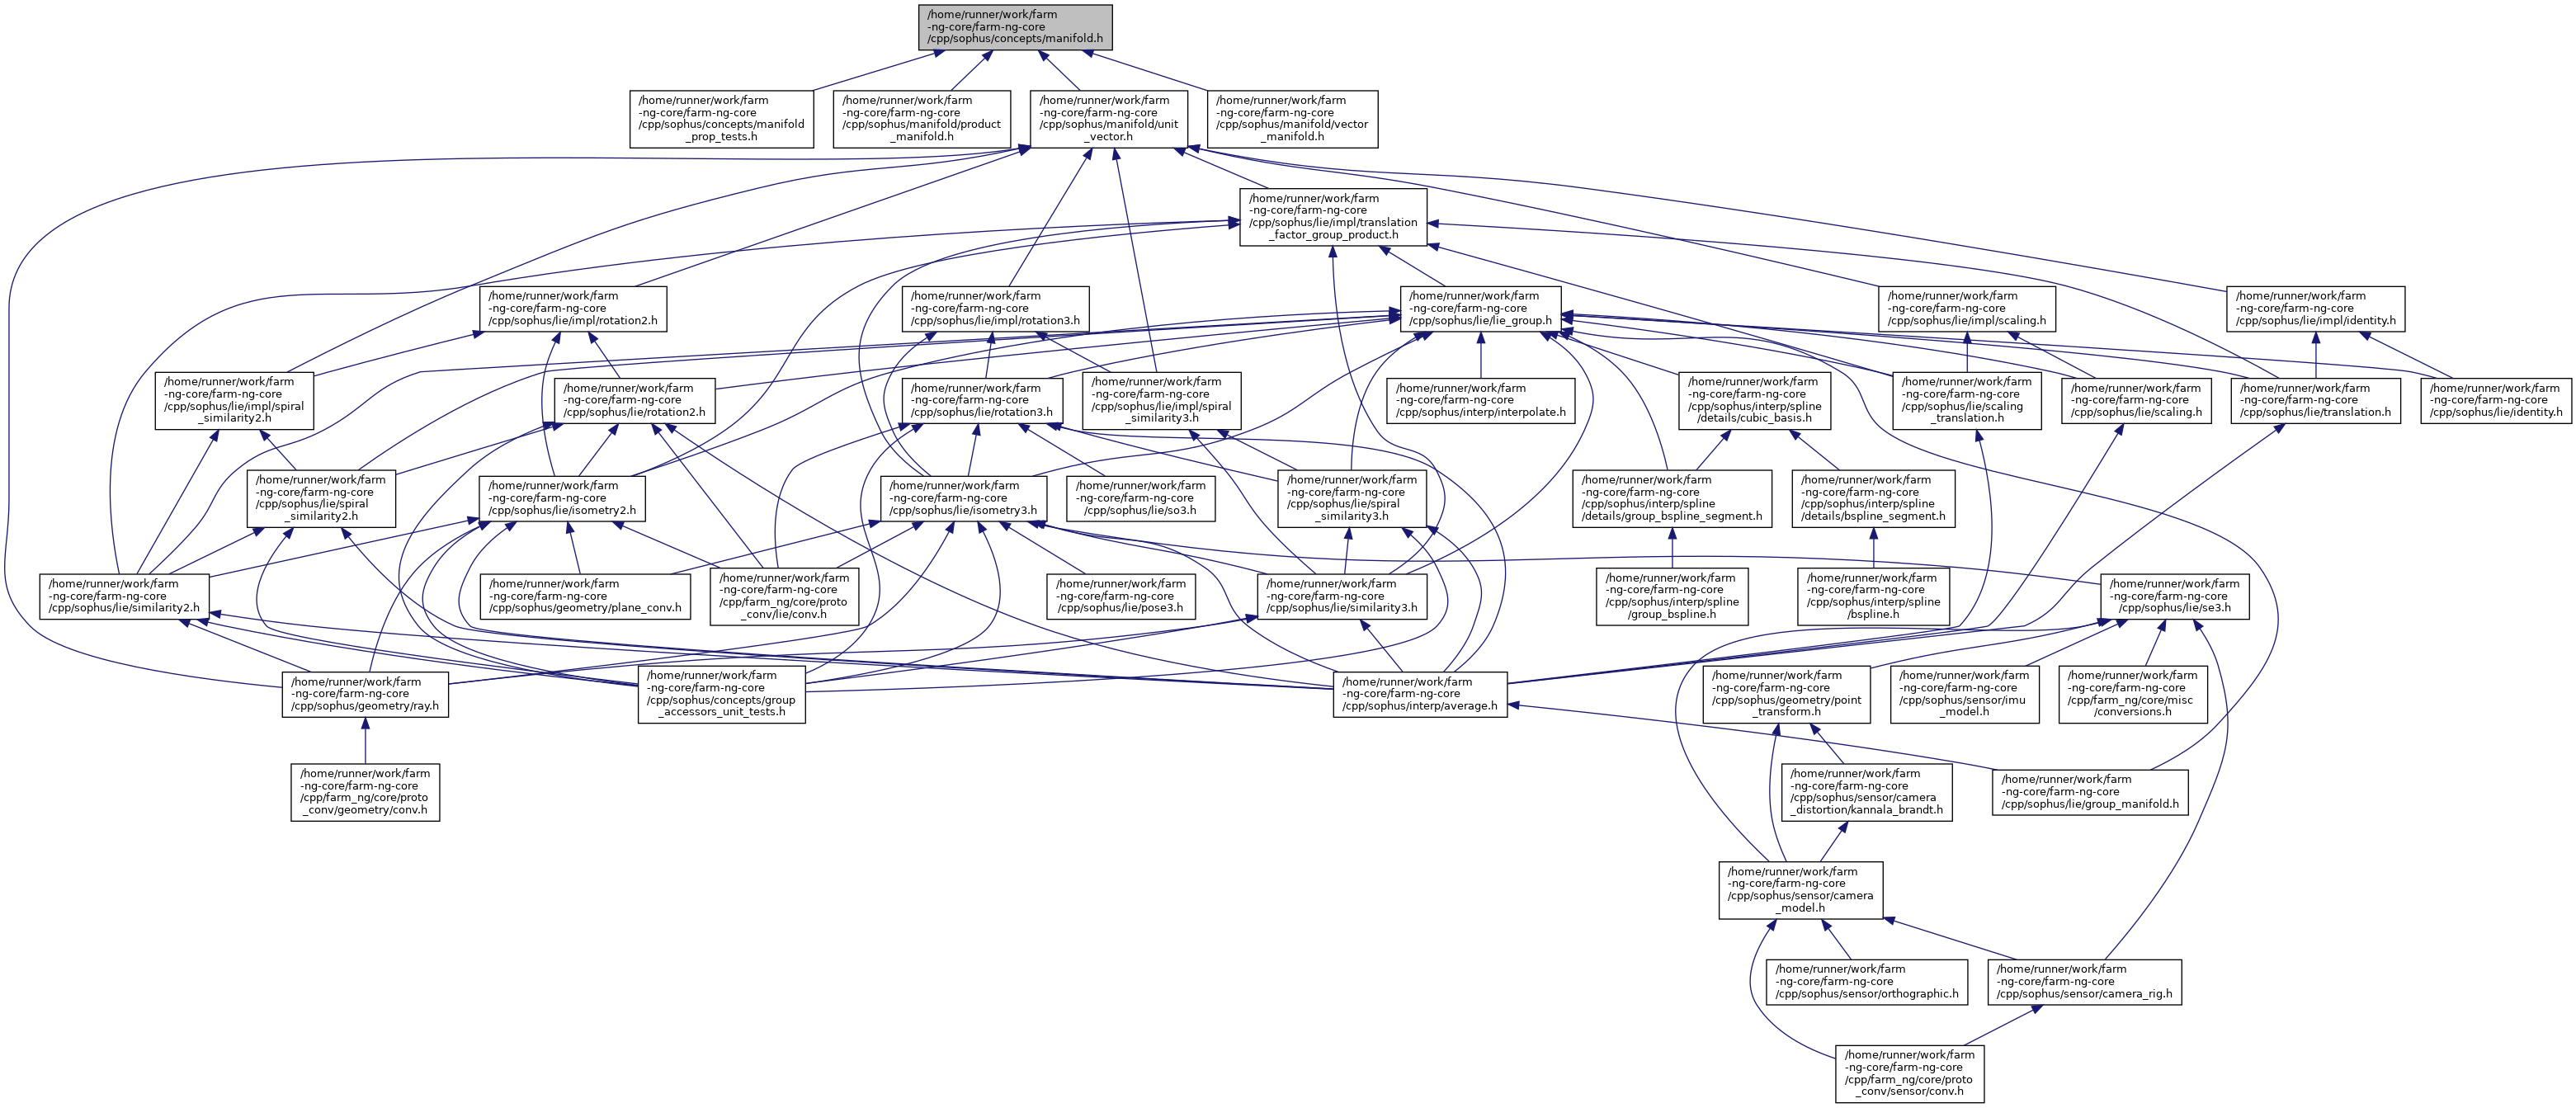 /home/runner/work/farm
-ng-core/farm-ng-core
/cpp/sophus/concepts/manifold.h
/home/runner/work/farm
-ng-core/farm-ng-core
/cpp/sophus/concepts/manifold
_prop_tests.h
/home/runner/work/farm
-ng-core/farm-ng-core
/cpp/sophus/manifold/product
_manifold.h
/home/runner/work/farm
-ng-core/farm-ng-core
/cpp/sophus/manifold/unit
_vector.h
/home/runner/work/farm
-ng-core/farm-ng-core
/cpp/sophus/manifold/vector
_manifold.h
/home/runner/work/farm
-ng-core/farm-ng-core
/cpp/sophus/lie/impl/translation
_factor_group_product.h
/home/runner/work/farm
-ng-core/farm-ng-core
/cpp/sophus/lie/impl/rotation2.h
/home/runner/work/farm
-ng-core/farm-ng-core
/cpp/sophus/lie/impl/rotation3.h
/home/runner/work/farm
-ng-core/farm-ng-core
/cpp/sophus/lie/lie_group.h
/home/runner/work/farm
-ng-core/farm-ng-core
/cpp/sophus/lie/impl/scaling.h
/home/runner/work/farm
-ng-core/farm-ng-core
/cpp/sophus/lie/impl/identity.h
/home/runner/work/farm
-ng-core/farm-ng-core
/cpp/sophus/lie/impl/spiral
_similarity2.h
/home/runner/work/farm
-ng-core/farm-ng-core
/cpp/sophus/lie/rotation2.h
/home/runner/work/farm
-ng-core/farm-ng-core
/cpp/sophus/lie/rotation3.h
/home/runner/work/farm
-ng-core/farm-ng-core
/cpp/sophus/lie/impl/spiral
_similarity3.h
/home/runner/work/farm
-ng-core/farm-ng-core
/cpp/sophus/interp/interpolate.h
/home/runner/work/farm
-ng-core/farm-ng-core
/cpp/sophus/interp/spline
/details/cubic_basis.h
/home/runner/work/farm
-ng-core/farm-ng-core
/cpp/sophus/lie/scaling
_translation.h
/home/runner/work/farm
-ng-core/farm-ng-core
/cpp/sophus/lie/scaling.h
/home/runner/work/farm
-ng-core/farm-ng-core
/cpp/sophus/lie/translation.h
/home/runner/work/farm
-ng-core/farm-ng-core
/cpp/sophus/lie/identity.h
/home/runner/work/farm
-ng-core/farm-ng-core
/cpp/sophus/lie/spiral
_similarity2.h
/home/runner/work/farm
-ng-core/farm-ng-core
/cpp/sophus/lie/isometry2.h
/home/runner/work/farm
-ng-core/farm-ng-core
/cpp/sophus/lie/isometry3.h
/home/runner/work/farm
-ng-core/farm-ng-core
/cpp/sophus/lie/so3.h
/home/runner/work/farm
-ng-core/farm-ng-core
/cpp/sophus/lie/spiral
_similarity3.h
/home/runner/work/farm
-ng-core/farm-ng-core
/cpp/sophus/interp/spline
/details/group_bspline_segment.h
/home/runner/work/farm
-ng-core/farm-ng-core
/cpp/sophus/interp/spline
/details/bspline_segment.h
/home/runner/work/farm
-ng-core/farm-ng-core
/cpp/sophus/lie/similarity2.h
/home/runner/work/farm
-ng-core/farm-ng-core
/cpp/sophus/geometry/plane_conv.h
/home/runner/work/farm
-ng-core/farm-ng-core
/cpp/farm_ng/core/proto
_conv/lie/conv.h
/home/runner/work/farm
-ng-core/farm-ng-core
/cpp/sophus/lie/pose3.h
/home/runner/work/farm
-ng-core/farm-ng-core
/cpp/sophus/lie/similarity3.h
/home/runner/work/farm
-ng-core/farm-ng-core
/cpp/sophus/interp/spline
/group_bspline.h
/home/runner/work/farm
-ng-core/farm-ng-core
/cpp/sophus/interp/spline
/bspline.h
/home/runner/work/farm
-ng-core/farm-ng-core
/cpp/sophus/lie/se3.h
/home/runner/work/farm
-ng-core/farm-ng-core
/cpp/sophus/geometry/ray.h
/home/runner/work/farm
-ng-core/farm-ng-core
/cpp/sophus/concepts/group
_accessors_unit_tests.h
/home/runner/work/farm
-ng-core/farm-ng-core
/cpp/sophus/interp/average.h
/home/runner/work/farm
-ng-core/farm-ng-core
/cpp/sophus/geometry/point
_transform.h
/home/runner/work/farm
-ng-core/farm-ng-core
/cpp/sophus/sensor/imu
_model.h
/home/runner/work/farm
-ng-core/farm-ng-core
/cpp/farm_ng/core/misc
/conversions.h
/home/runner/work/farm
-ng-core/farm-ng-core
/cpp/farm_ng/core/proto
_conv/geometry/conv.h
/home/runner/work/farm
-ng-core/farm-ng-core
/cpp/sophus/sensor/camera
_distortion/kannala_brandt.h
/home/runner/work/farm
-ng-core/farm-ng-core
/cpp/sophus/lie/group_manifold.h
/home/runner/work/farm
-ng-core/farm-ng-core
/cpp/sophus/sensor/camera
_model.h
/home/runner/work/farm
-ng-core/farm-ng-core
/cpp/sophus/sensor/orthographic.h
/home/runner/work/farm
-ng-core/farm-ng-core
/cpp/sophus/sensor/camera_rig.h
/home/runner/work/farm
-ng-core/farm-ng-core
/cpp/farm_ng/core/proto
_conv/sensor/conv.h